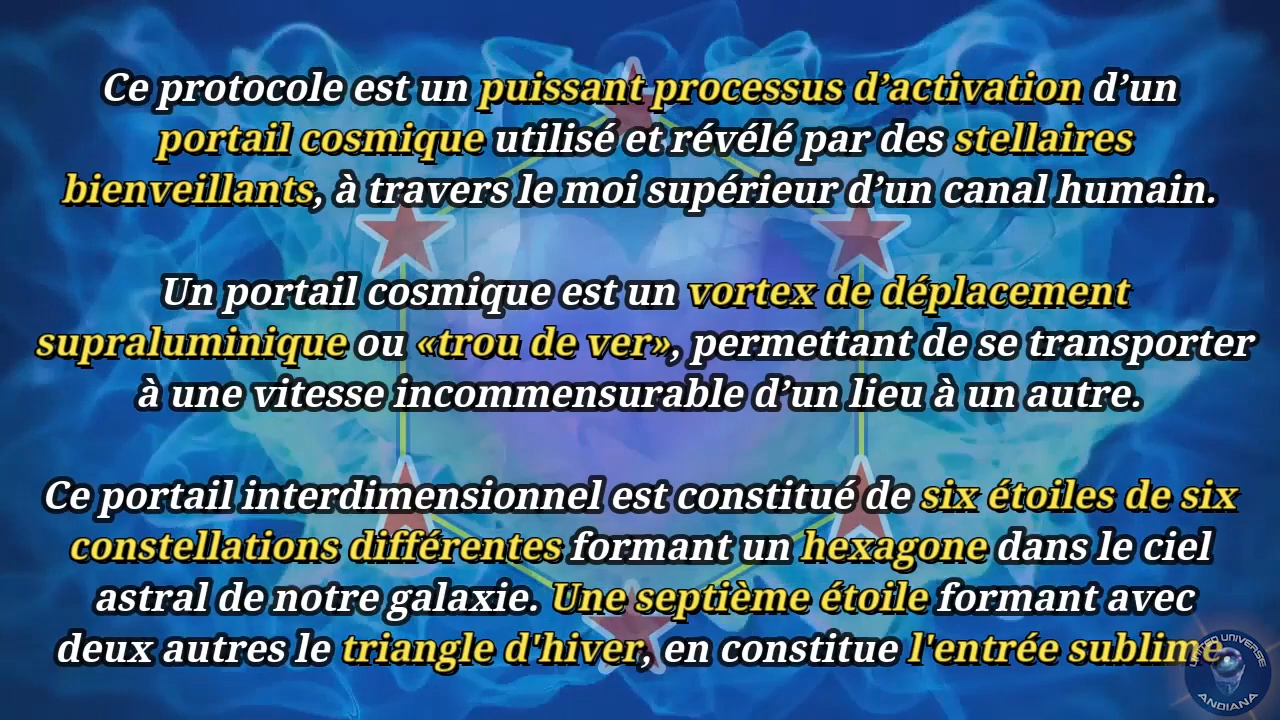 Ce protocole est un puissant processus d’activation d’un
portail cosmique utilisé et révélé par des stellaires
bienveillants, à travers le moi supérieur d’un canal humain.
Un portail cosmique est un vortex de déplacement
supraluminique ou «trou de ver», permettant de se transporter
à une vitesse incommensurable d’un lieu à un autre.
Ce portail interdimensionnel est constitué de six étoiles de six
constellations différentes formant un hexagone dans le ciel
astral de notre galaxie. Une septième étoile formant avec
deux autres le triangle d'hiver, en constitue l'entrée sublime
UNITED UNIVERSE
ANDIANA